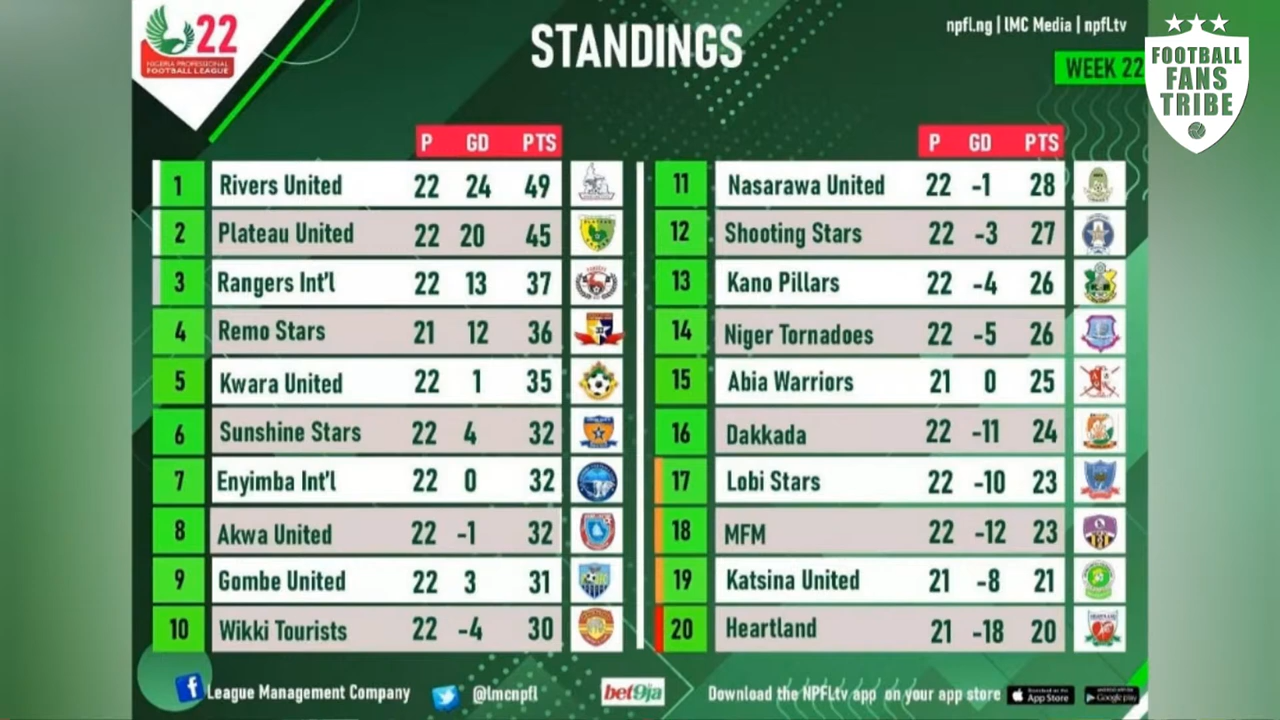 22
NIGERIA PROFESSIONAL
FOOTBALL LEAGUE
STANDINGS
npfl.ng | LMC Media | npfl.tv
WEEK 22
FOOTBALL
FANS
TRIBE
P GD PTS
1 Rivers United 22 24 49
2 Plateau United 22 20 45
3 Rangers Int'l 22 13 37
4 Remo Stars 21 12 36
5 Kwara United 22 1 35
6 Sunshine Stars 22 4 32
7 Enyimba Int'l 22 0 32
8 Akwa United 22 -1 32
9 Gombe United 22 3 31
10 Wikki Tourists 22 -4 30
P GD PTS
11 Nasarawa United 22 -1 28
12 Shooting Stars 22 -3 27
13 Kano Pillars 22 -4 26
14 Niger Tornadoes 22 -5 26
15 Abia Warriors 21 0 25
16 Dakkada 22 -11 24
17 Lobi Stars 22 -10 23
18 MFM 22 -12 23
19 Katsina United 21 -8 21
20 Heartland 21 -18 20
League Management Company
@lmcnpfl
bet9ja
Download the NPFLtv app on your app store
App Store
Google play